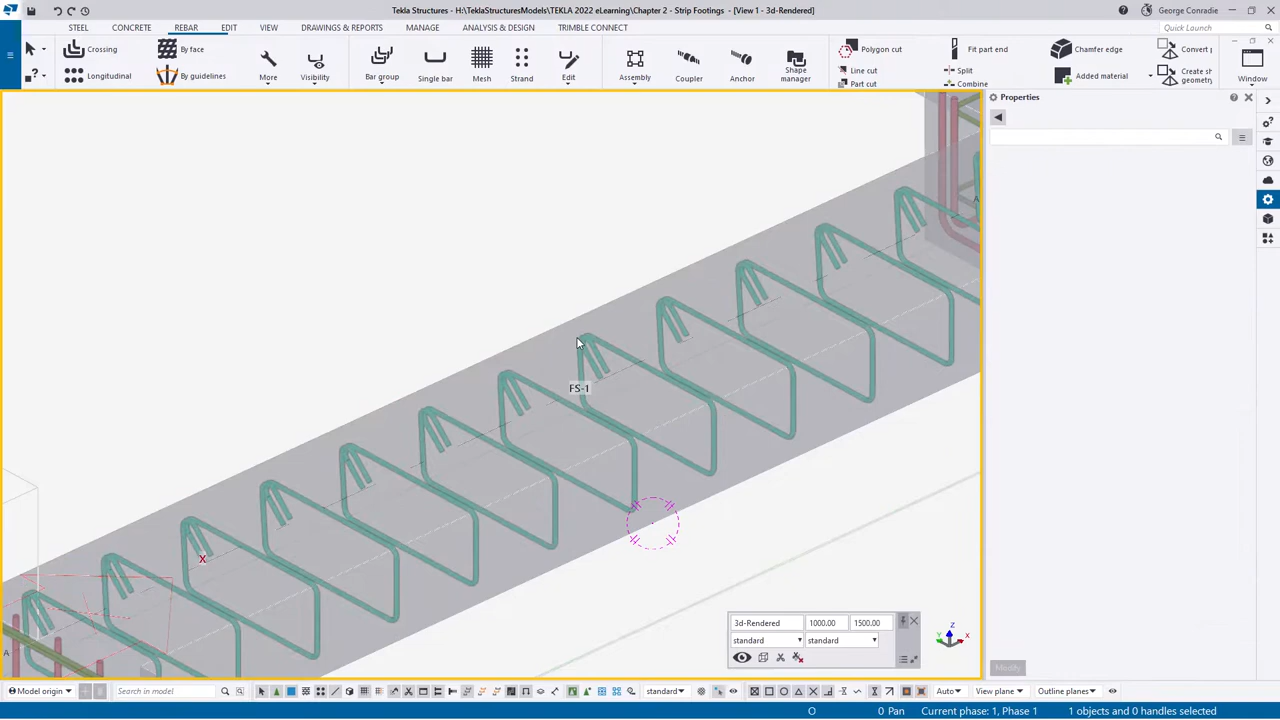 Tekla Structures - H:\TeklaStructuresModels\TEKLA 2022 eLearning\Chapter 2 - Strip Footings - [View 1 - 3d-Rendered]
George Conradie
STEEL CONCRETE REBAR EDIT VIEW DRAWINGS & REPORTS MANAGE ANALYSIS & DESIGN TRIMBLE CONNECT
Quick Launch
Crossing By face Polygon cut Fit part end Chamfer edge Convert p
Longitudinal By guidelines More Visibility Bar group Single bar Mesh Strand Edit Assembly Coupler Anchor Shape manager Line cut Split Added material Create sh geometry Window
Part cut Combine
Properties
A
FS-1
X
A
3d-Rendered 1000.00 1500.00
standard standard
Z
Y X
Modify
Model origin Search in model standard Auto View plane Outline planes
O 0 Pan Current phase: 1, Phase 1 1 objects and 0 handles selected